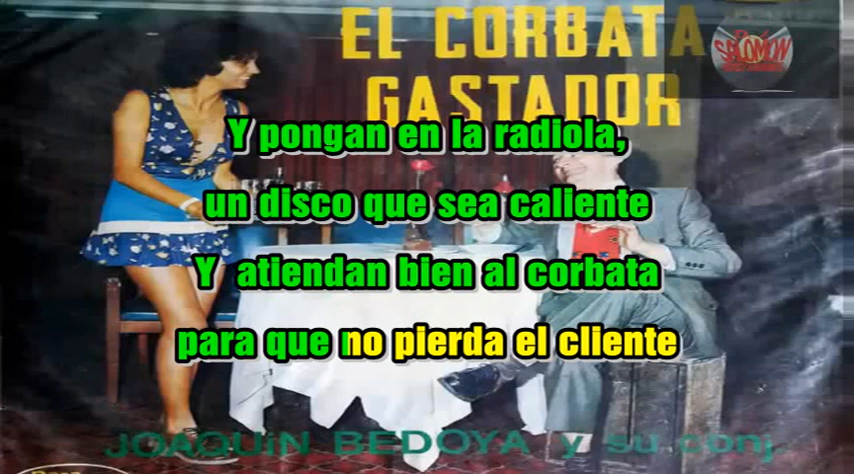 EL CORBATA
GASTADOR
SALOMON
Y pongan en la radiola,
un disco que sea caliente
Y atiendan bien al corbata
para que no pierda el cliente
JOAQUIN BEDOYA y su conj.